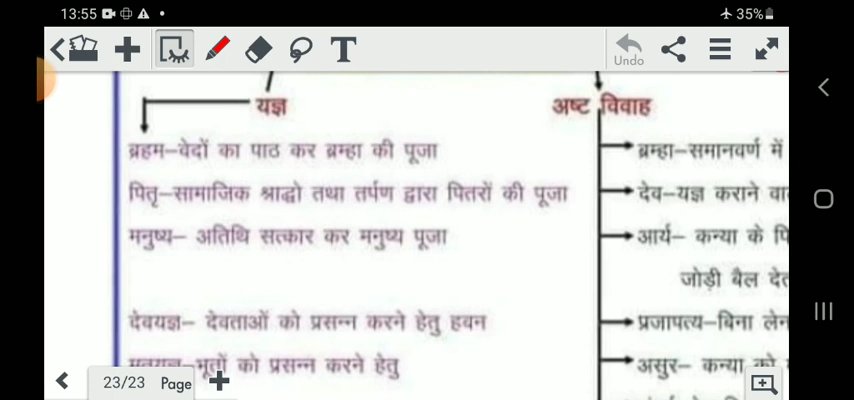 13:55
35%
T
Undo
यज्ञ
अष्ट विवाह
ब्रहम–वेदों का पाठ कर ब्रम्हा की पूजा
पितृ–सामाजिक श्राद्धो तथा तर्पण द्वारा पितरों की पूजा
मनुष्य– अतिथि सत्कार कर मनुष्य पूजा
देवयज्ञ– देवताओं को प्रसन्न करने हेतु हवन
भूतों को प्रसन्न करने हेतु
ब्रम्हा–समानवर्ण में
देव–यज्ञ कराने
आर्य– कन्या के
जोड़ी बैल
प्रजापत्य–बिना
असुर– कन्या को
23/23 Page